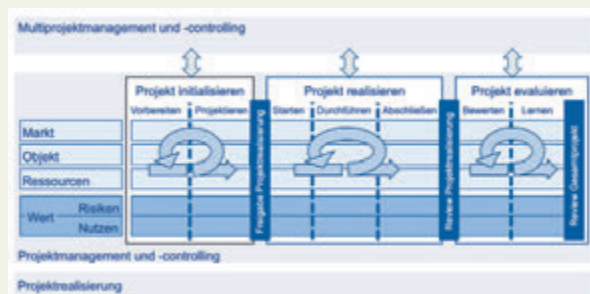 Multiprojektmanagement und -controlling
Projekt initialisieren
Projekt realisieren
Projekt evaluieren
Vorbereiten
Projektieren
Starten
Durchführen
Abschließen
Bewerten
Lernen
Markt
Objekt
Ressourcen
Wert
Risiken
Nutzen
Freigabe Projektrealisierung
Review Projektrealisierung
Review Gesamtprojekt
Projektmanagement und -controlling
Projektrealisierung